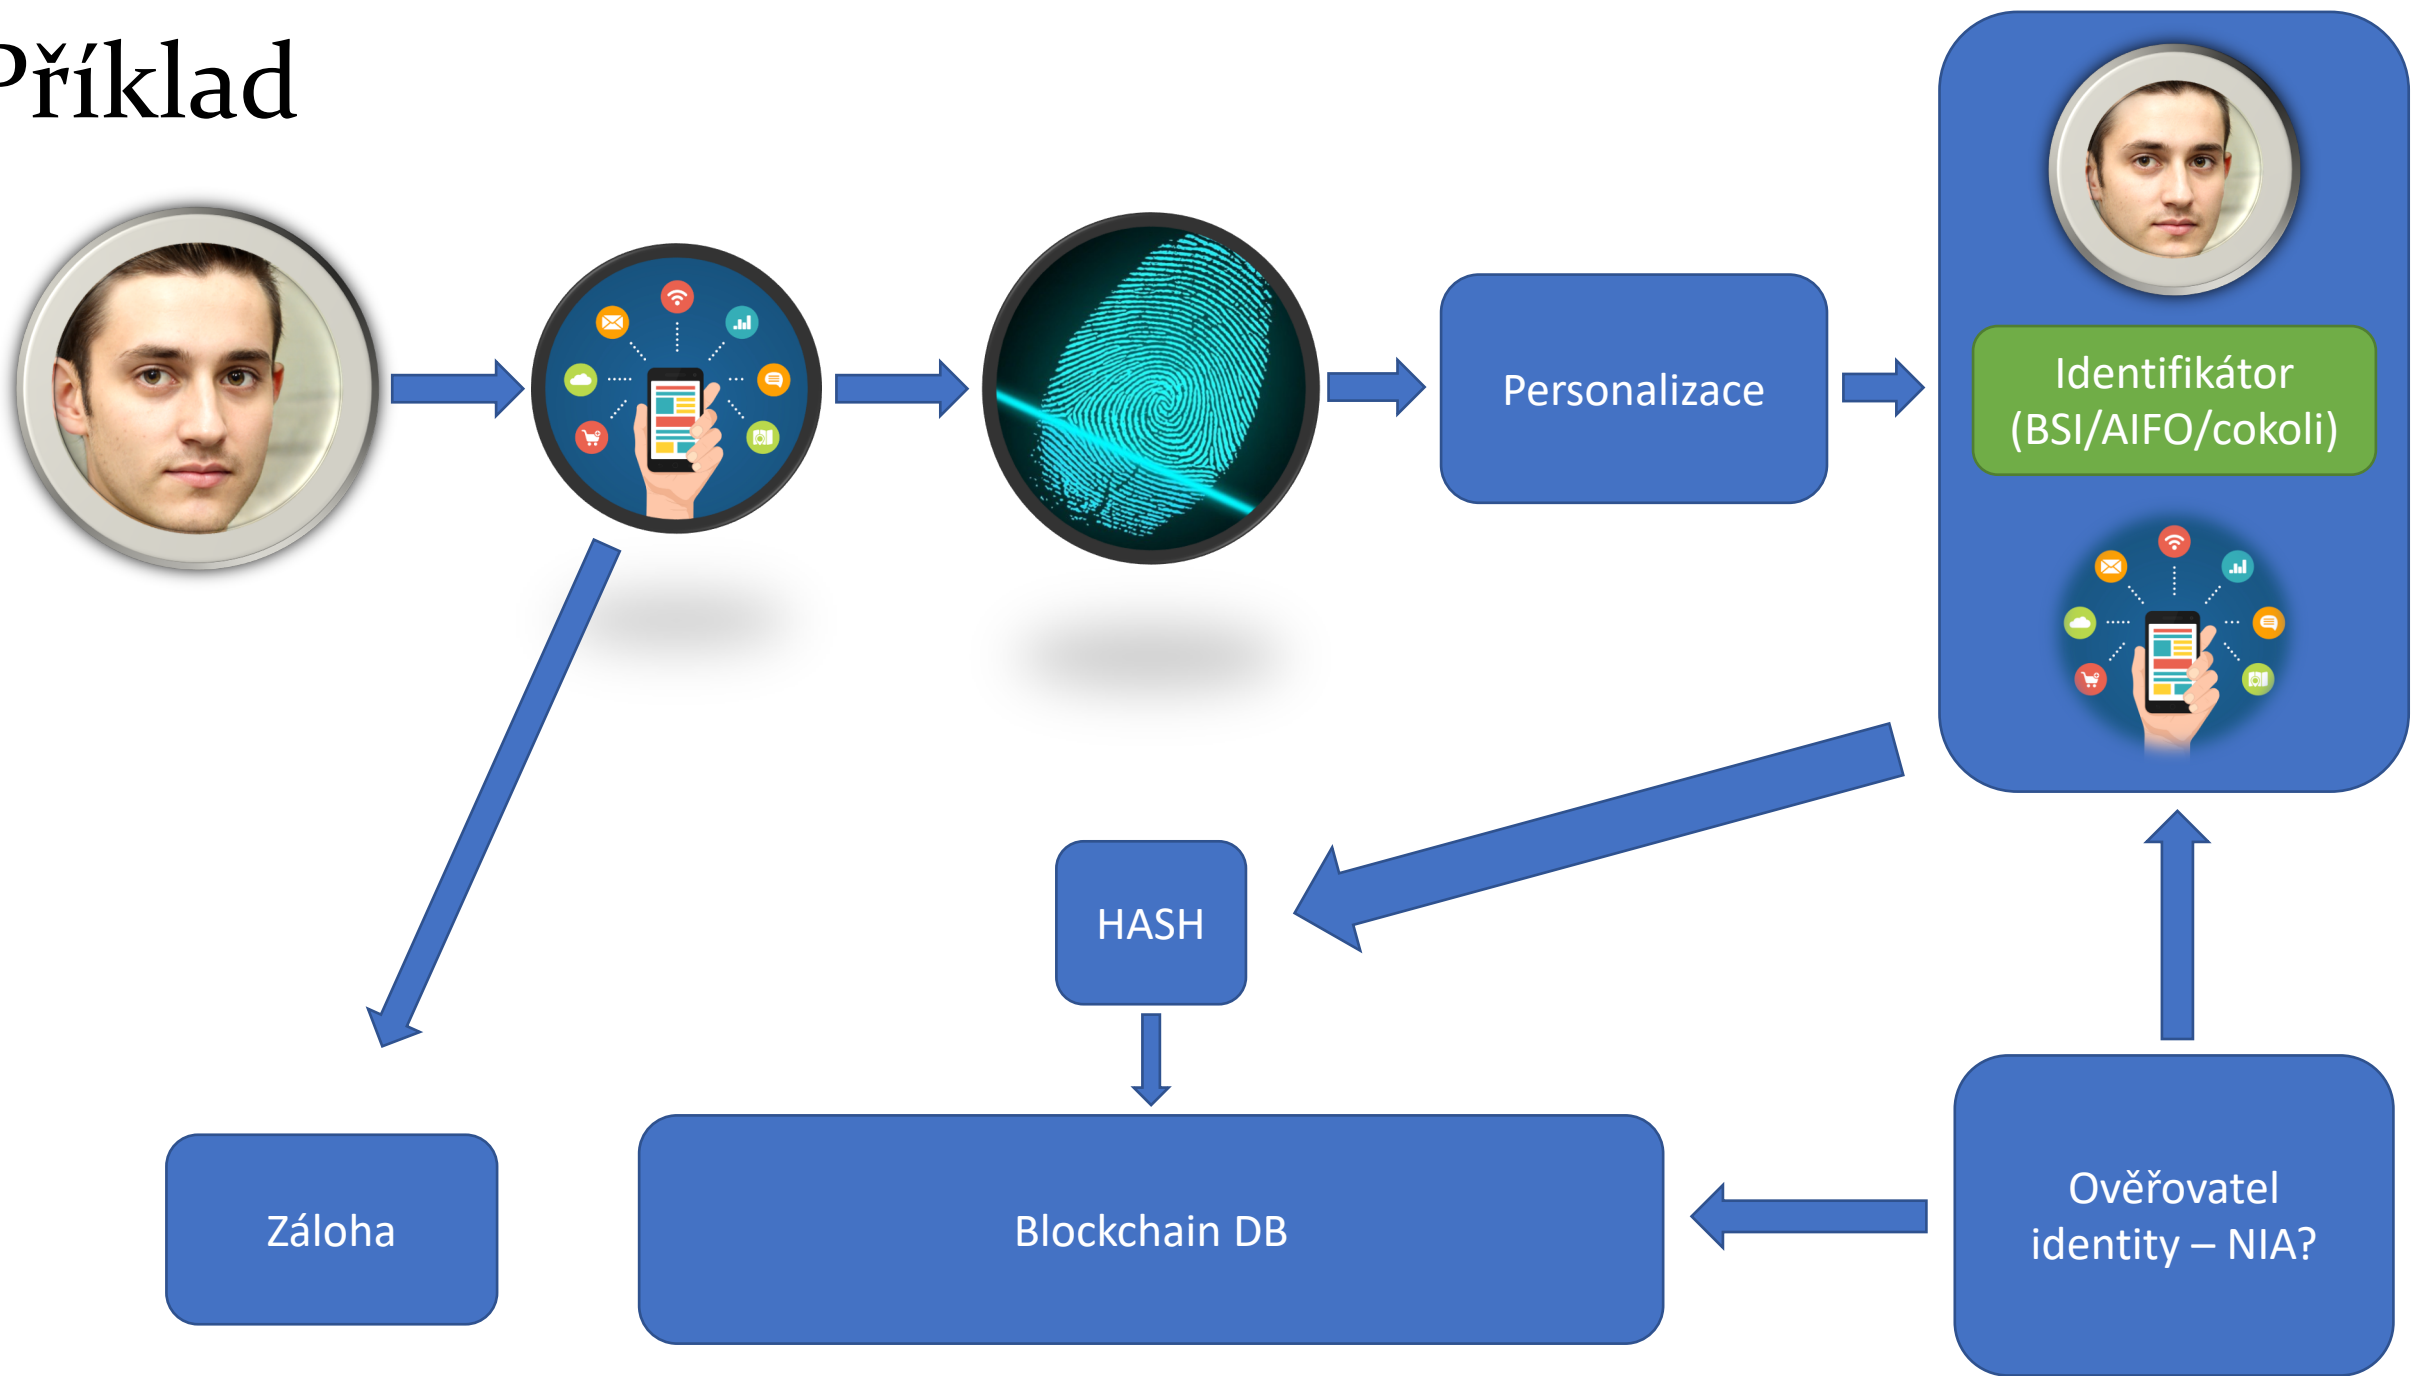 Příklad
Personalizace
Identifikátor
(BSI/AIFO/cokoli)
HASH
Záloha
Blockchain DB
Ověřovatel
identity – NIA?